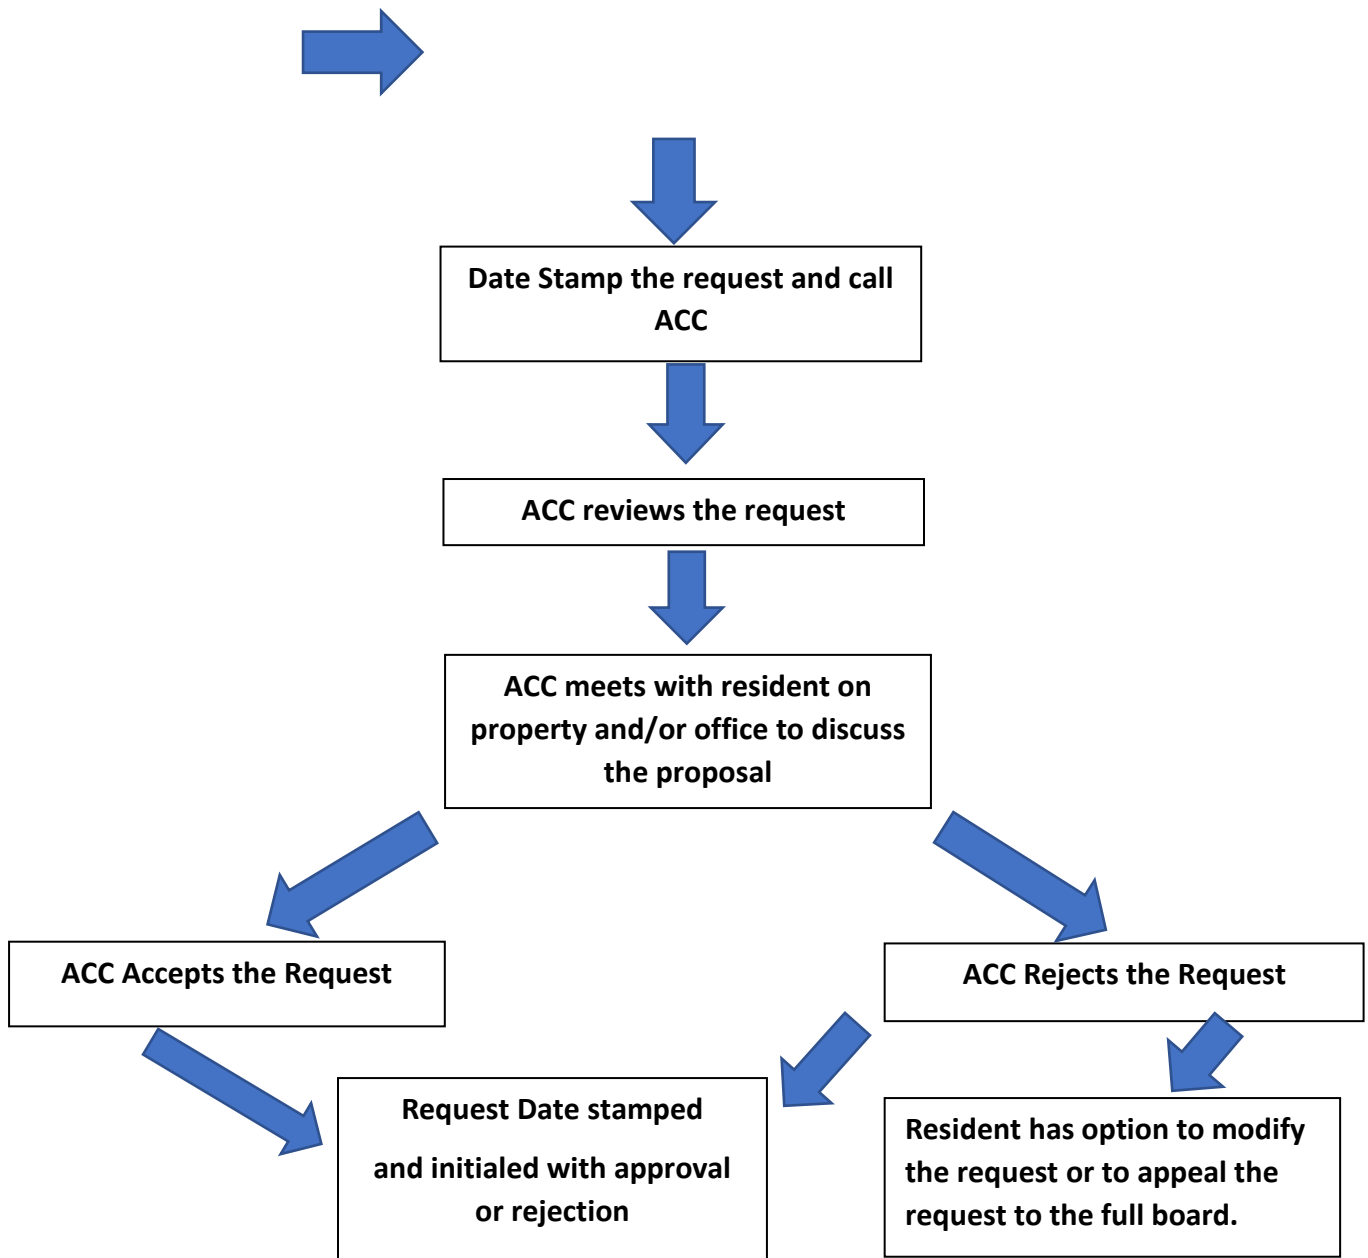 Date Stamp the request and call
ACC
ACC reviews the request
ACC meets with resident on
property and/or office to discuss
the proposal
ACC Accepts the Request
ACC Rejects the Request
Request Date stamped
and initialed with approval
or rejection
Resident has option to modify
the request or to appeal the
request to the full board.